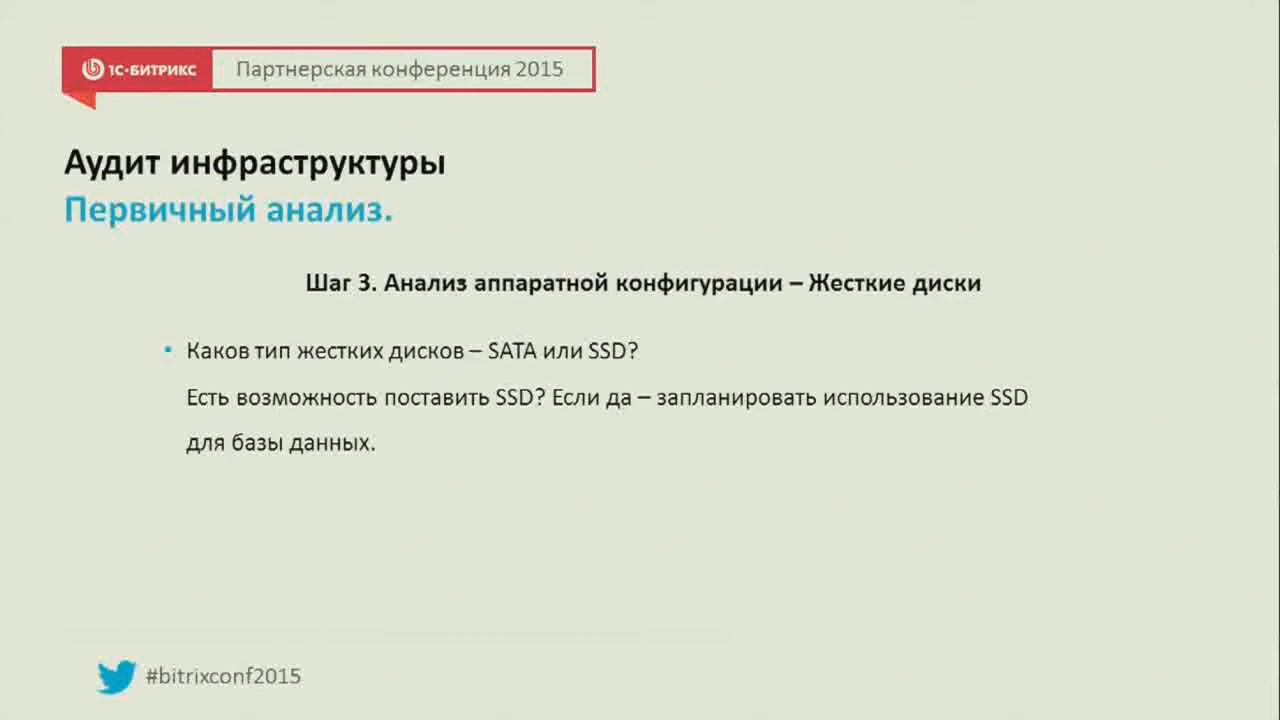 1С-БИТРИКС Партнерская конференция 2015
Аудит инфраструктуры
Первичный анализ.
Шаг 3. Анализ аппаратной конфигурации – Жесткие диски
• Каков тип жестких дисков – SATA или SSD?
Есть возможность поставить SSD? Если да – запланировать использование SSD
для базы данных.
#bitrixconf2015